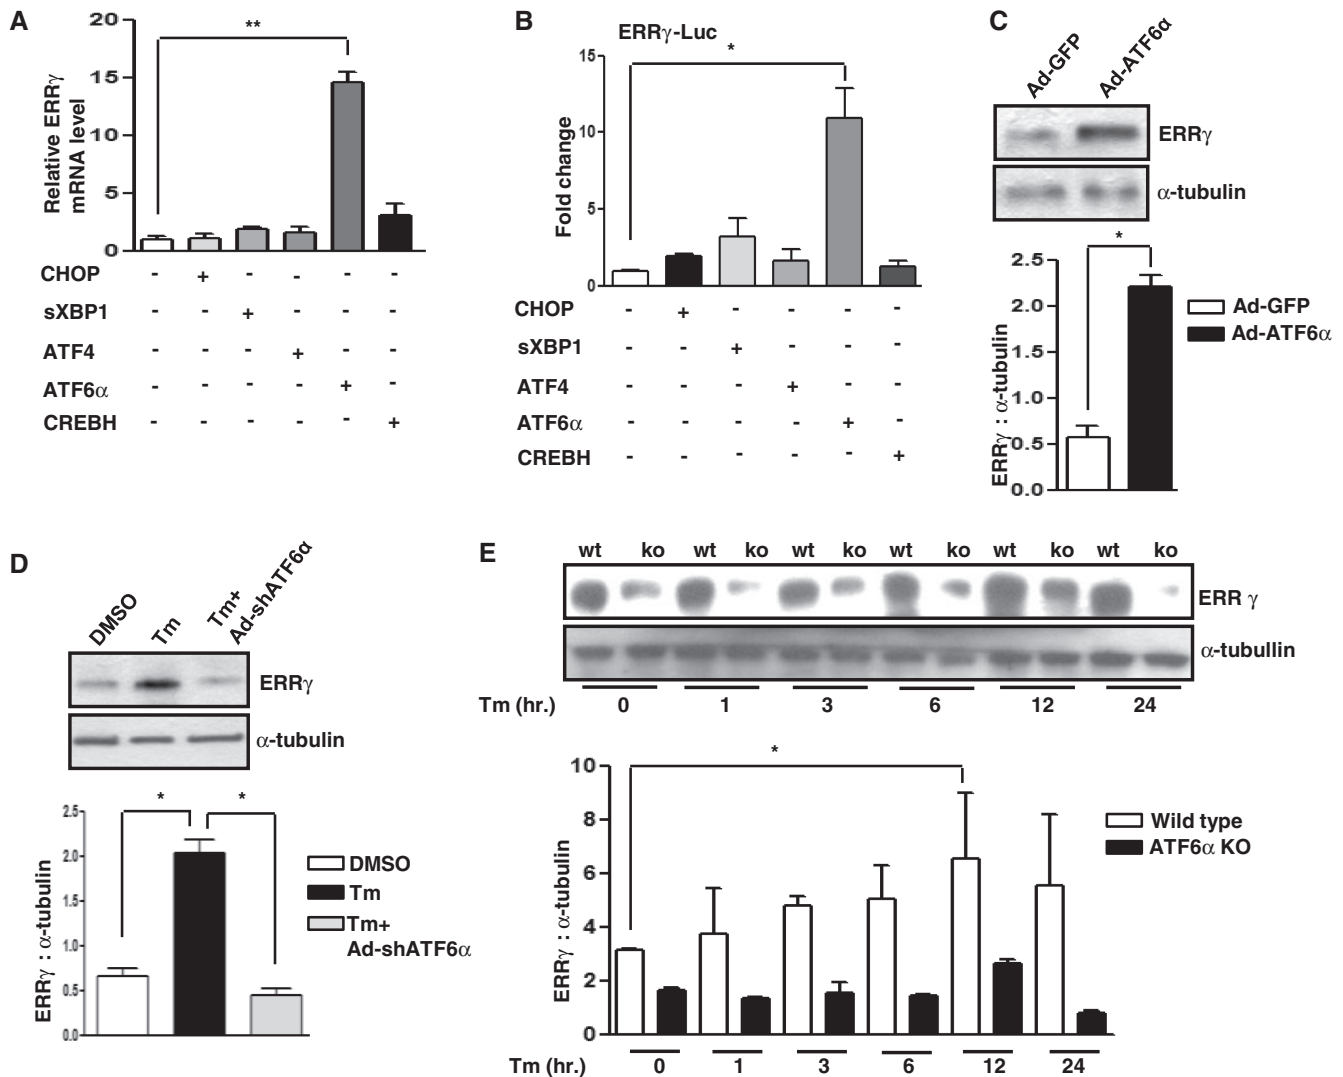 A
20
15
10
5
0
Relative ERRγ
mRNA level
**
CHOP - + - - - -
sXBP1 - - + - - -
ATF4 - - - + - -
ATF6α - - - - + -
CREBH - - - - - +
B
ERRγ-Luc
15
10
5
0
Fold change
*
CHOP - + - - - -
sXBP1 - - + - - -
ATF4 - - - + - -
ATF6α - - - - + -
CREBH - - - - - +
C
Ad-GFP
Ad-ATF6α
ERRγ
α-tubulin
*
2.5
2.0
1.5
1.0
0.5
0.0
ERRγ : α-tubulin
Ad-GFP
Ad-ATF6α
D
DMSO
Tm
Tm+
Ad-shATF6α
ERRγ
α-tubulin
* *
2.5
2.0
1.5
1.0
0.5
0.0
ERRγ : α-tubulin
DMSO
Tm
Tm+
Ad-shATF6α
E
wt ko wt ko wt ko wt ko wt ko wt ko
ERR γ
α-tubullin
Tm (hr.) 0 1 3 6 12 24
*
10
8
6
4
2
0
ERRγ : α-tubulin
Wild type
ATF6α KO
Tm (hr.) 0 1 3 6 12 24